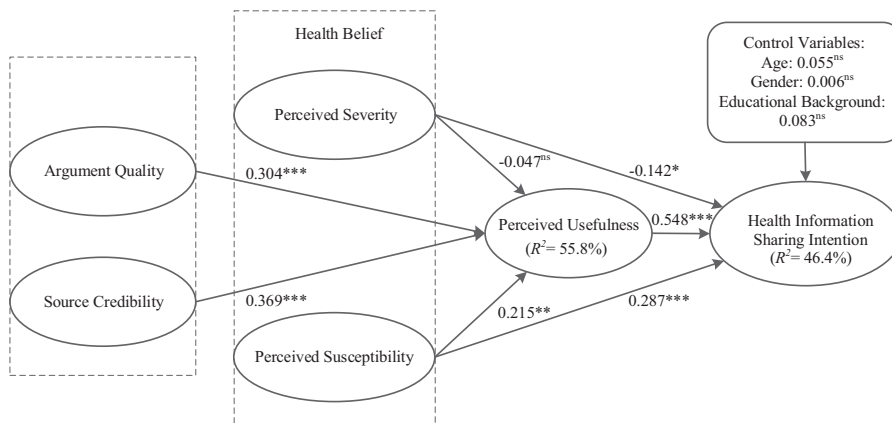 Health Belief
Control Variables:
Age: 0.055ns
Gender: 0.006ns
Educational Background:
0.083ns
Perceived Severity
Argument Quality
0.304***
-0.047ns
-0.142*
Perceived Usefulness
(R²= 55.8%)
0.548***
Health Information
Sharing Intention
(R²= 46.4%)
Source Credibility
0.369***
0.215**
0.287***
Perceived Susceptibility